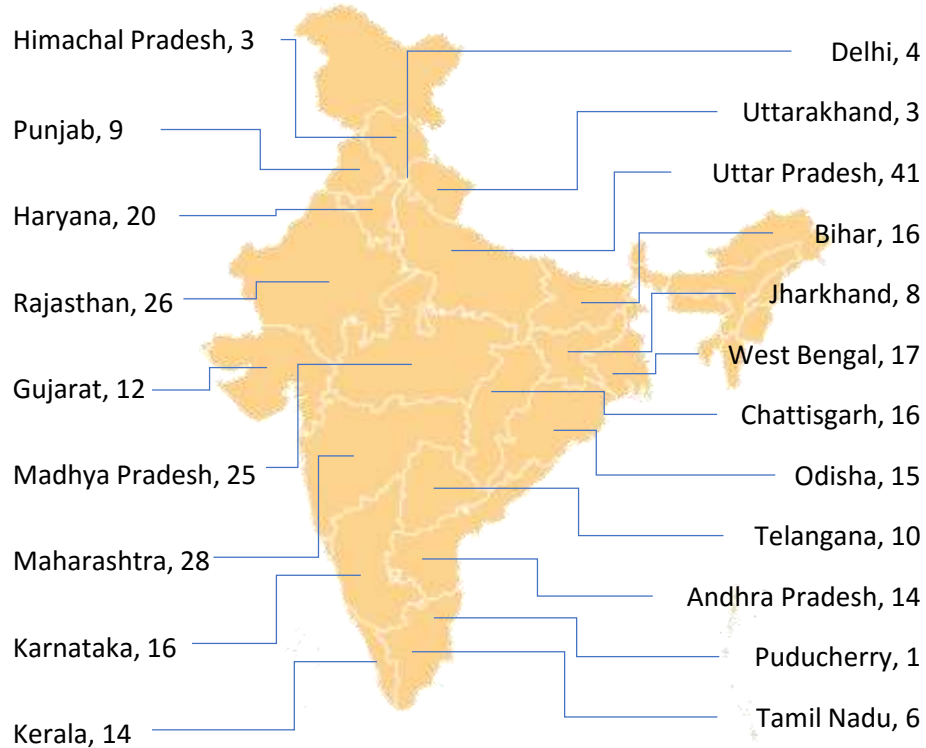 Himachal Pradesh, 3
Punjab, 9
Haryana, 20
Rajasthan, 26
Gujarat, 12
Madhya Pradesh, 25
Maharashtra, 28
Karnataka, 16
Kerala, 14
Delhi, 4
Uttarakhand, 3
Uttar Pradesh, 41
Bihar, 16
Jharkhand, 8
West Bengal, 17
Chattisgarh, 16
Odisha, 15
Telangana, 10
Andhra Pradesh, 14
Puducherry, 1
Tamil Nadu, 6